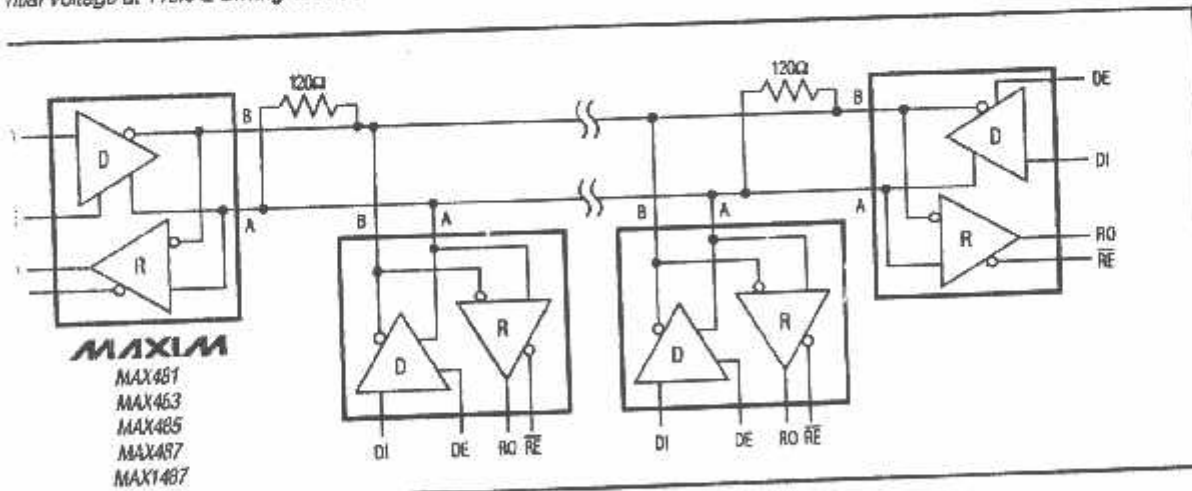 120Ω
120Ω
B
B
DE
D
D
DI
A
B
A
B
A
A
R
R
RO
RE
R
R
D
D
MAXIM
MAX481
MAX483
MAX485
MAX487
MAX1487
DI
DE
RO
RE
DI
DE
RO
RE